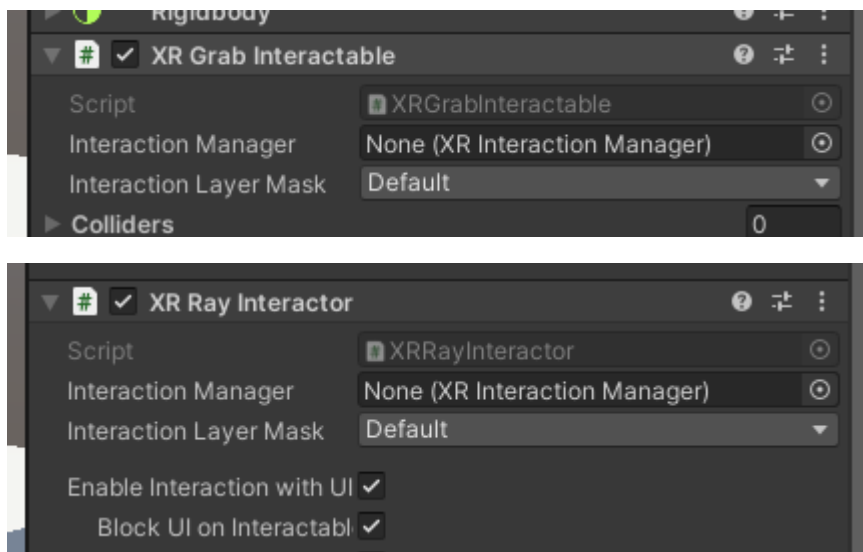 Rigidbody
# XR Grab Interactable
Script # XRGrabInteractable
Interaction Manager None (XR Interaction Manager)
Interaction Layer Mask Default
Colliders 0
# XR Ray Interactor
Script # XRRayInteractor
Interaction Manager None (XR Interaction Manager)
Interaction Layer Mask Default
Enable Interaction with UI
Block UI on Interactabl